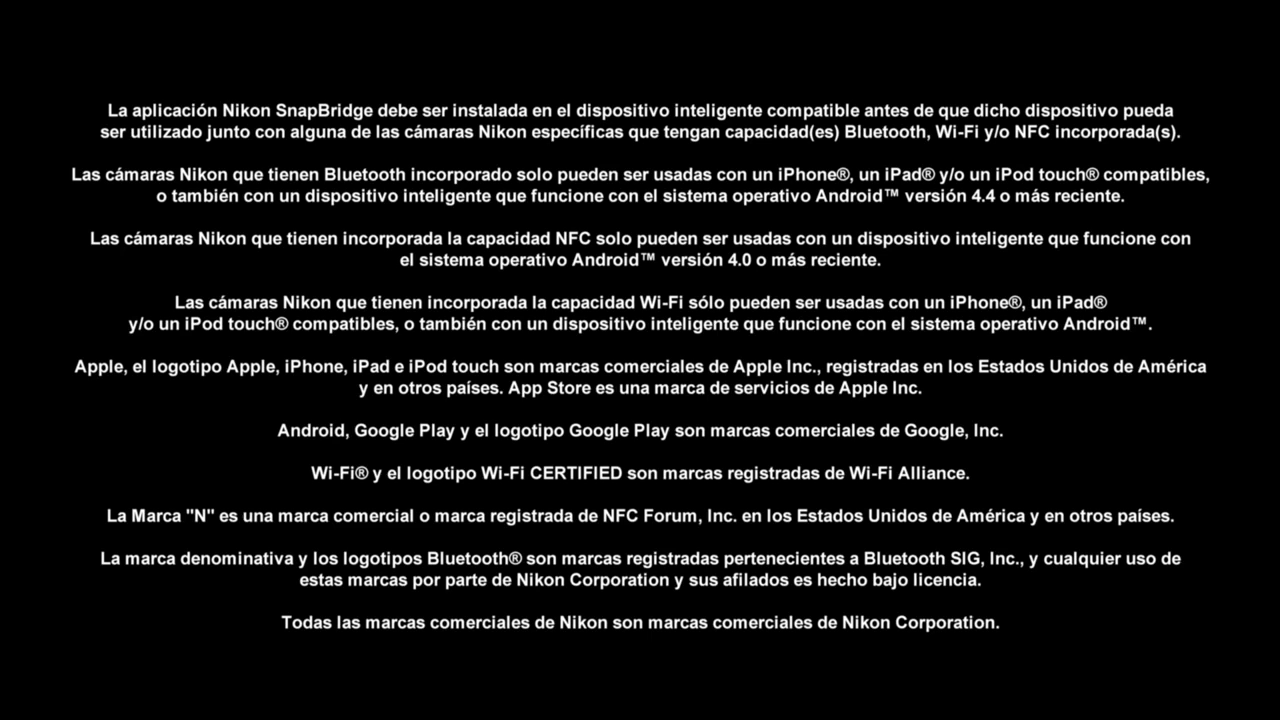 La aplicación Nikon SnapBridge debe ser instalada en el dispositivo inteligente compatible antes de que dicho dispositivo pueda
ser utilizado junto con alguna de las cámaras Nikon específicas que tengan capacidad(es) Bluetooth, Wi-Fi y/o NFC incorporada(s).
Las cámaras Nikon que tienen Bluetooth incorporado solo pueden ser usadas con un iPhone®, un iPad® y/o un iPod touch® compatibles,
o también con un dispositivo inteligente que funcione con el sistema operativo Android™ versión 4.4 o más reciente.
Las cámaras Nikon que tienen incorporada la capacidad NFC solo pueden ser usadas con un dispositivo inteligente que funcione con
el sistema operativo Android™ versión 4.0 o más reciente.
Las cámaras Nikon que tienen incorporada la capacidad Wi-Fi sólo pueden ser usadas con un iPhone®, un iPad®
y/o un iPod touch® compatibles, o también con un dispositivo inteligente que funcione con el sistema operativo Android™.
Apple, el logotipo Apple, iPhone, iPad e iPod touch son marcas comerciales de Apple Inc., registradas en los Estados Unidos de América
y en otros países. App Store es una marca de servicios de Apple Inc.
Android, Google Play y el logotipo Google Play son marcas comerciales de Google, Inc.
Wi-Fi® y el logotipo Wi-Fi CERTIFIED son marcas registradas de Wi-Fi Alliance.
La Marca "N" es una marca comercial o marca registrada de NFC Forum, Inc. en los Estados Unidos de América y en otros países.
La marca denominativa y los logotipos Bluetooth® son marcas registradas pertenecientes a Bluetooth SIG, Inc., y cualquier uso de
estas marcas por parte de Nikon Corporation y sus afilados es hecho bajo licencia.
Todas las marcas comerciales de Nikon son marcas comerciales de Nikon Corporation.